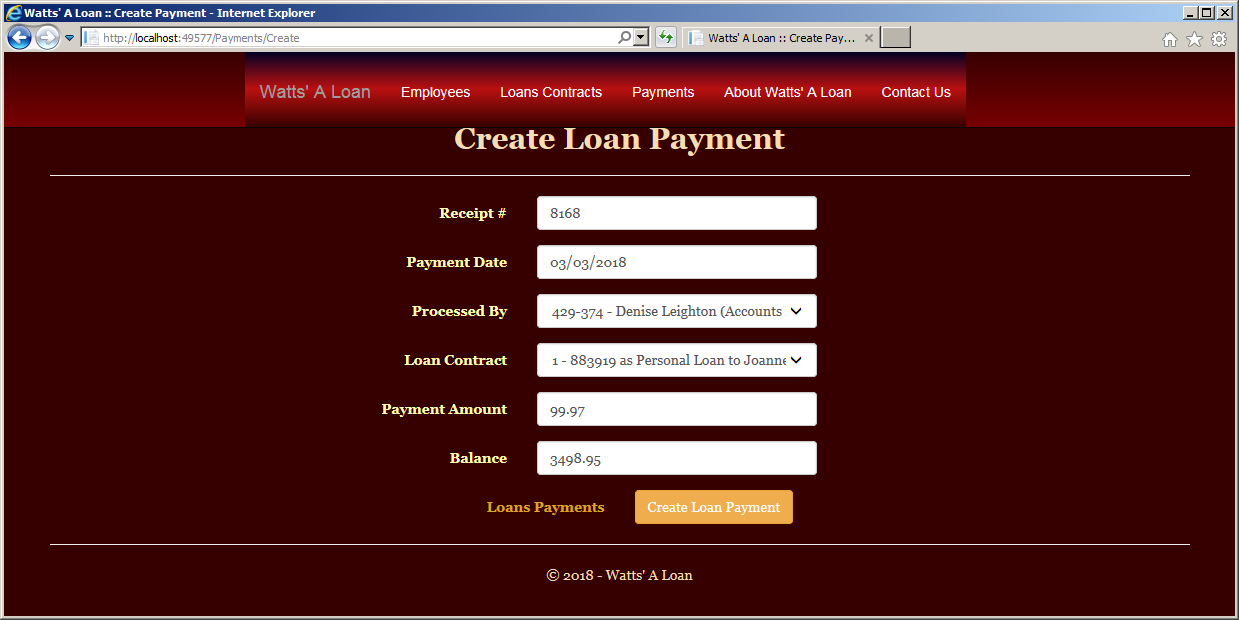 Watts' A Loan :: Create Payment - Internet Explorer
http://localhost:49577/Payments/Create
Watts' A Loan :: Create Pay...
Watts' A Loan Employees Loans Contracts Payments About Watts' A Loan Contact Us
Create Loan Payment
Receipt # 8168
Payment Date 03/03/2018
Processed By 429-374 - Denise Leighton (Accounts
Loan Contract 1 - 883919 as Personal Loan to Joanne
Payment Amount 99.97
Balance 3498.95
Loans Payments Create Loan Payment
© 2018 - Watts' A Loan